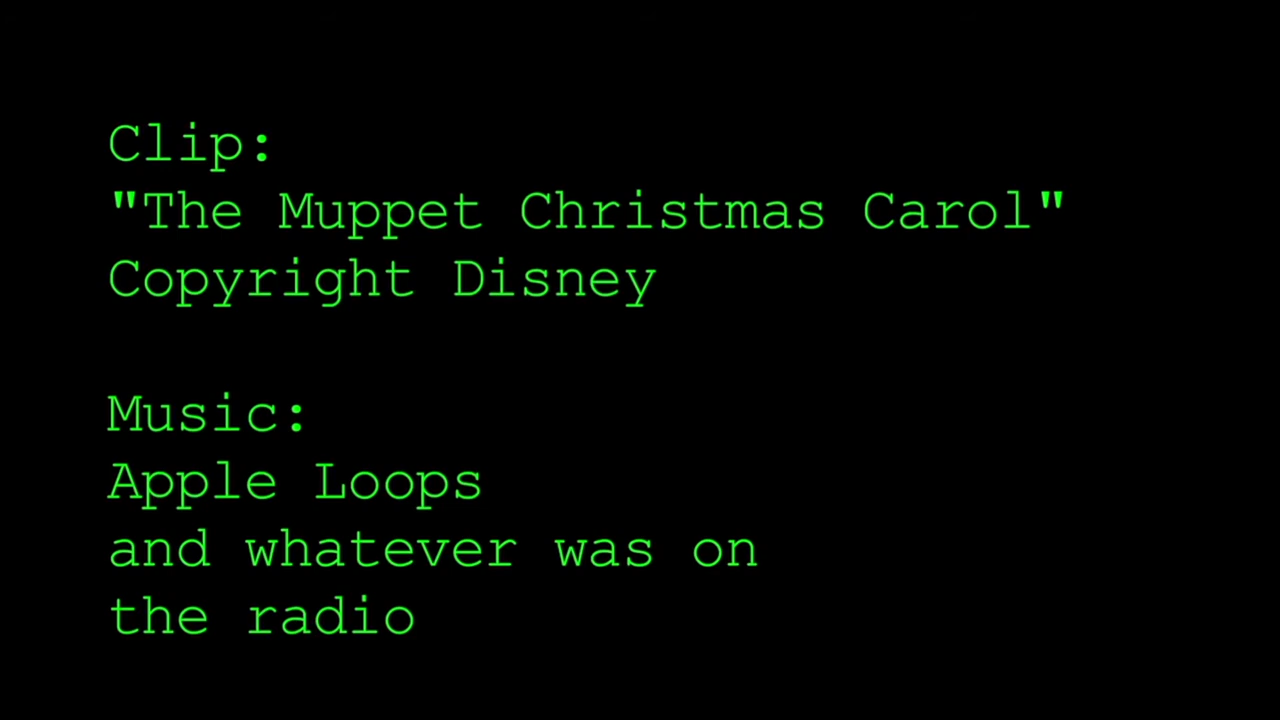 Clip:
"The Muppet Christmas Carol"
Copyright Disney
Music:
Apple Loops
and whatever was on
the radio